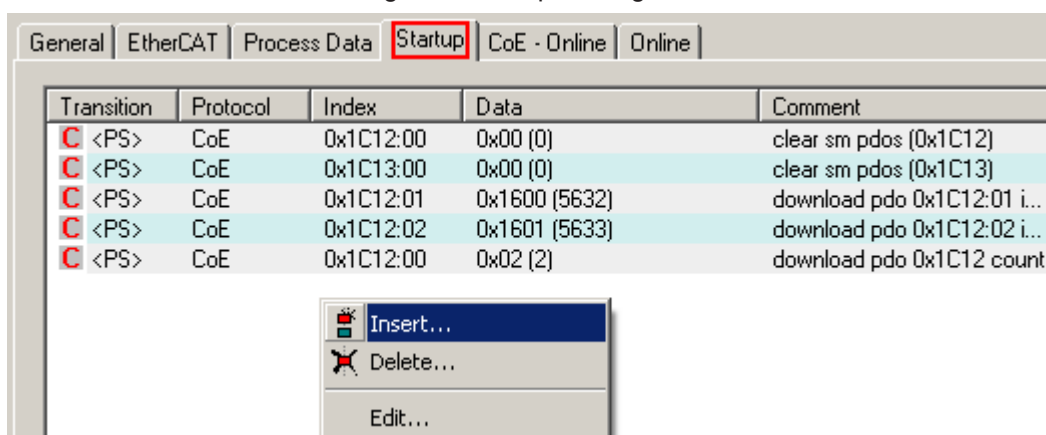 General EtherCAT Process Data Startup CoE - Online Online
Transition Protocol Index Data Comment
C <PS> CoE 0x1C12:00 0x00 (0) clear sm pdos (0x1C12)
C <PS> CoE 0x1C13:00 0x00 (0) clear sm pdos (0x1C13)
C <PS> CoE 0x1C12:01 0x1600 (5632) download pdo 0x1C12:01 i...
C <PS> CoE 0x1C12:02 0x1601 (5633) download pdo 0x1C12:02 i...
C <PS> CoE 0x1C12:00 0x02 (2) download pdo 0x1C12 count
Insert...
Delete...
Edit...